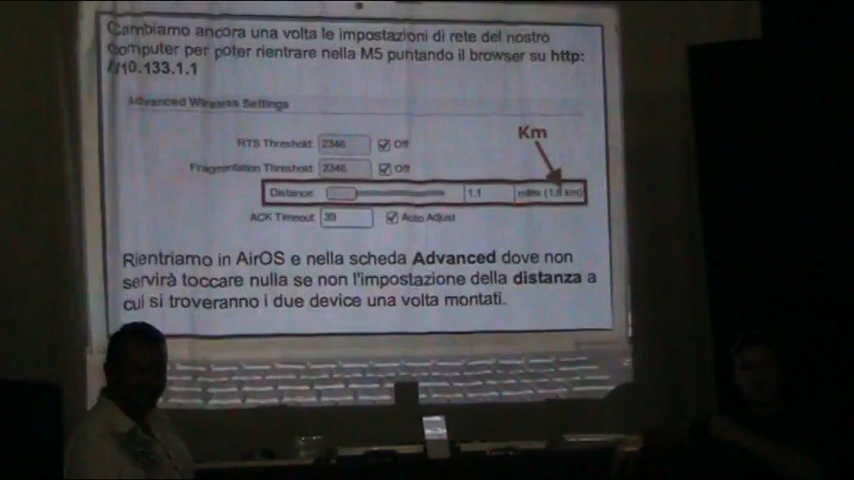 Cambiamo ancora una volta le impostazioni di rete del nostro
Computer per poter rientrare nella M5 puntando il browser su http:
//10.133.1.1
Advanced Wireless Settings
Km
RTS Threshold: 2346 Off
Fragmentation Threshold: 2346 Off
Distance: 1.1 miles (1.8 km)
ACK Timeout: 39 Auto Adjust
Rientriamo in AirOS e nella scheda Advanced dove non
servirà toccare nulla se non l'impostazione della distanza a
cui si troveranno i due device una volta montati.